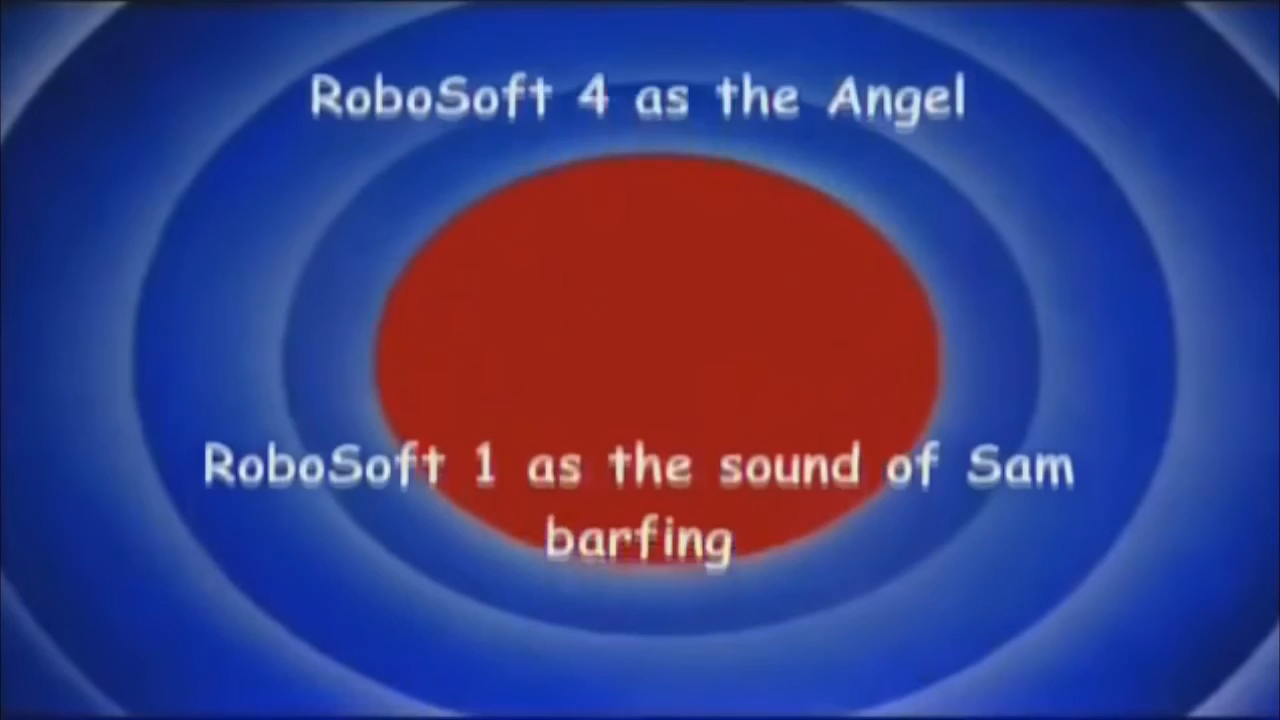 RoboSoft 4 as the Angel
RoboSoft 1 as the sound of Sam
barfing